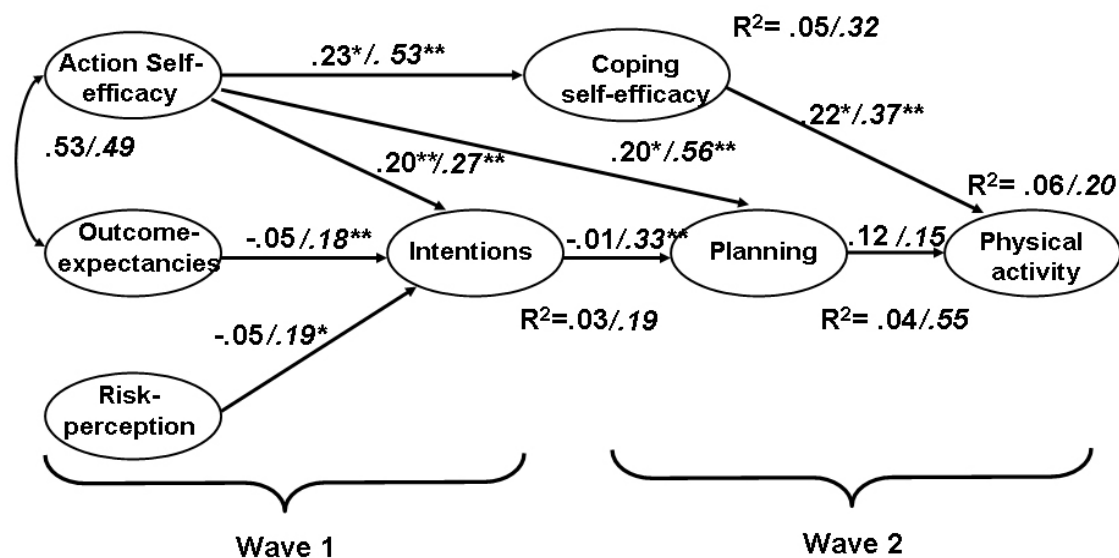 Action Self-
efficacy
.23*/. 53**
Coping
self-efficacy
R²= .05/.32
.53/.49
.20**/.27**
.20*/.56**
.22*/.37**
R²= .06/.20
Outcome-
expectancies
-.05/.18**
Intentions
-.01/.33**
Planning
.12 /.15
Physical
activity
-.05/.19*
R²=.03/.19
R²= .04/.55
Risk-
perception
Wave 1
Wave 2